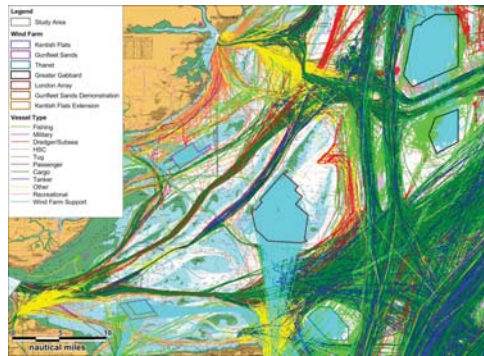 Legend
Study Area
Wind Farm
Kentish Flats
Gunfleet Sands
Thanet
Greater Gabbard
London Array
Gunfleet Sands Demonstration
Kentish Flats Extension
Vessel Type
Fishing
Military
Dredger/Subsea
HSC
Tug
Passenger
Cargo
Tanker
Other
Recreational
Wind Farm Support
0 5 10
nautical miles